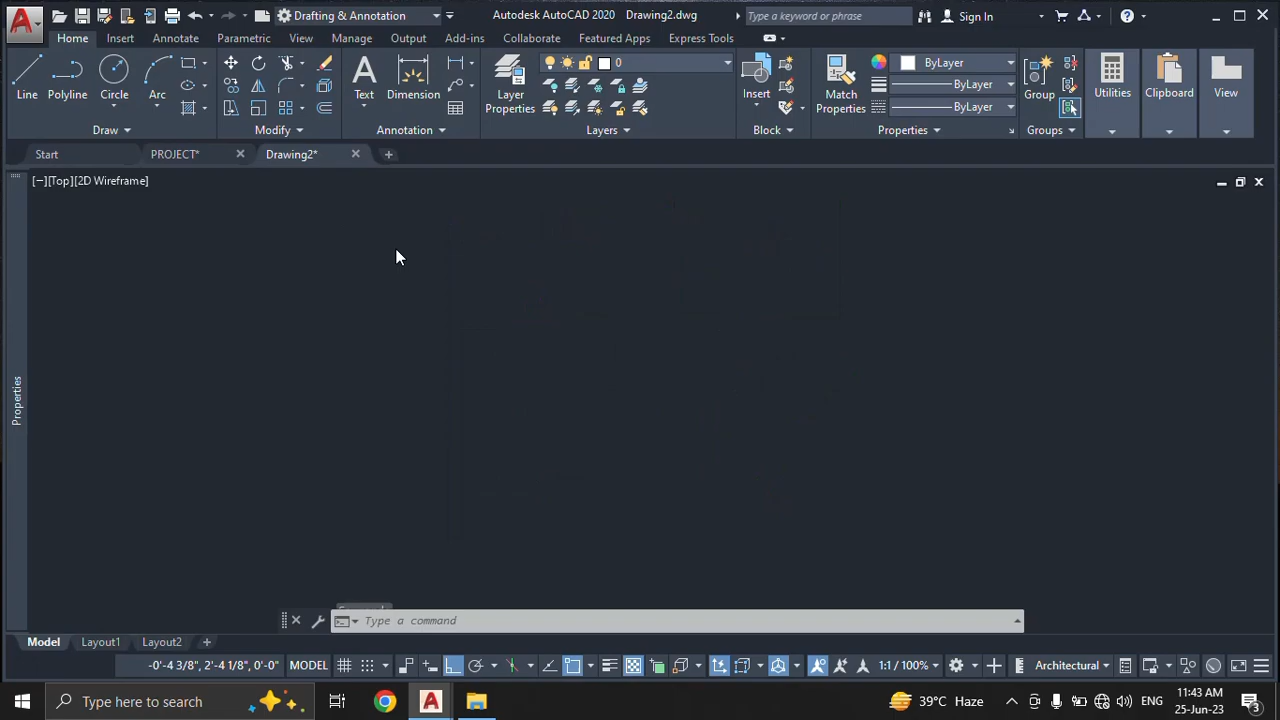 Drafting & Annotation
Autodesk AutoCAD 2020 Drawing2.dwg
Type a keyword or phrase
Sign In
Home Insert Annotate Parametric View Manage Output Add-ins Collaborate Featured Apps Express Tools
Line Polyline Circle Arc
Text Dimension
Layer Properties
0
Insert
Match Properties
ByLayer
ByLayer
ByLayer
Group
Utilities
Clipboard
View
Draw Modify Annotation Layers Block Properties Groups
Start PROJECT* Drawing2*
[−][Top][2D Wireframe]
Properties
Type a command
Model Layout1 Layout2
-0'-4 3/8", 2'-4 1/8", 0'-0" MODEL 1:1 / 100% Architectural
Type here to search
39°C Haze
ENG
11:43 AM
25-Jun-23
3